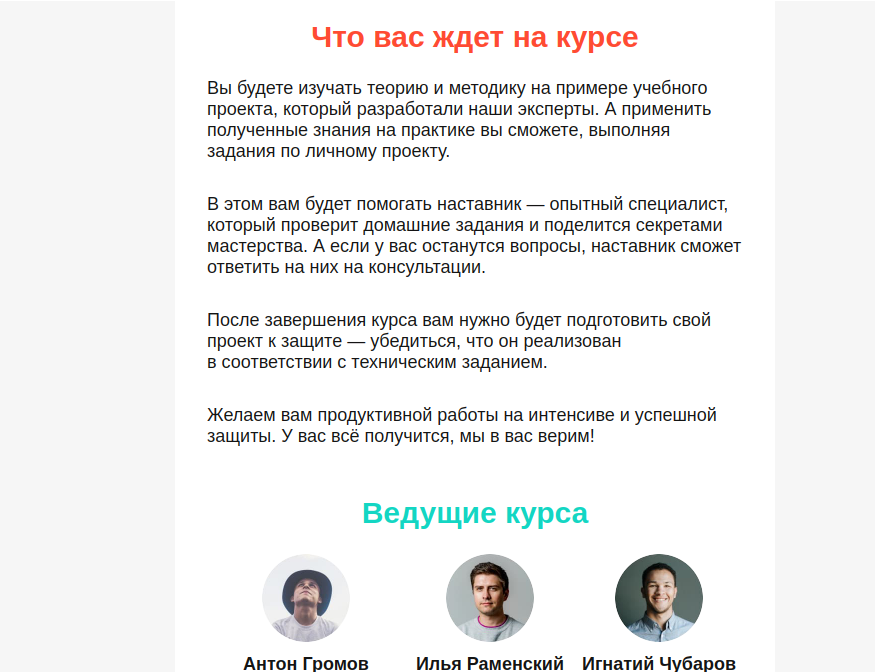 Что вас ждет на курсе
Вы будете изучать теорию и методику на примере учебного
проекта, который разработали наши эксперты. А применить
полученные знания на практике вы сможете, выполняя
задания по личному проекту.
В этом вам будет помогать наставник — опытный специалист,
который проверит домашние задания и поделится секретами
мастерства. А если у вас останутся вопросы, наставник сможет
ответить на них на консультации.
После завершения курса вам нужно будет подготовить свой
проект к защите — убедиться, что он реализован
в соответствии с техническим заданием.
Желаем вам продуктивной работы на интенсиве и успешной
защиты. У вас всё получится, мы в вас верим!
Ведущие курса
Антон Громов Илья Раменский Игнатий Чубаров